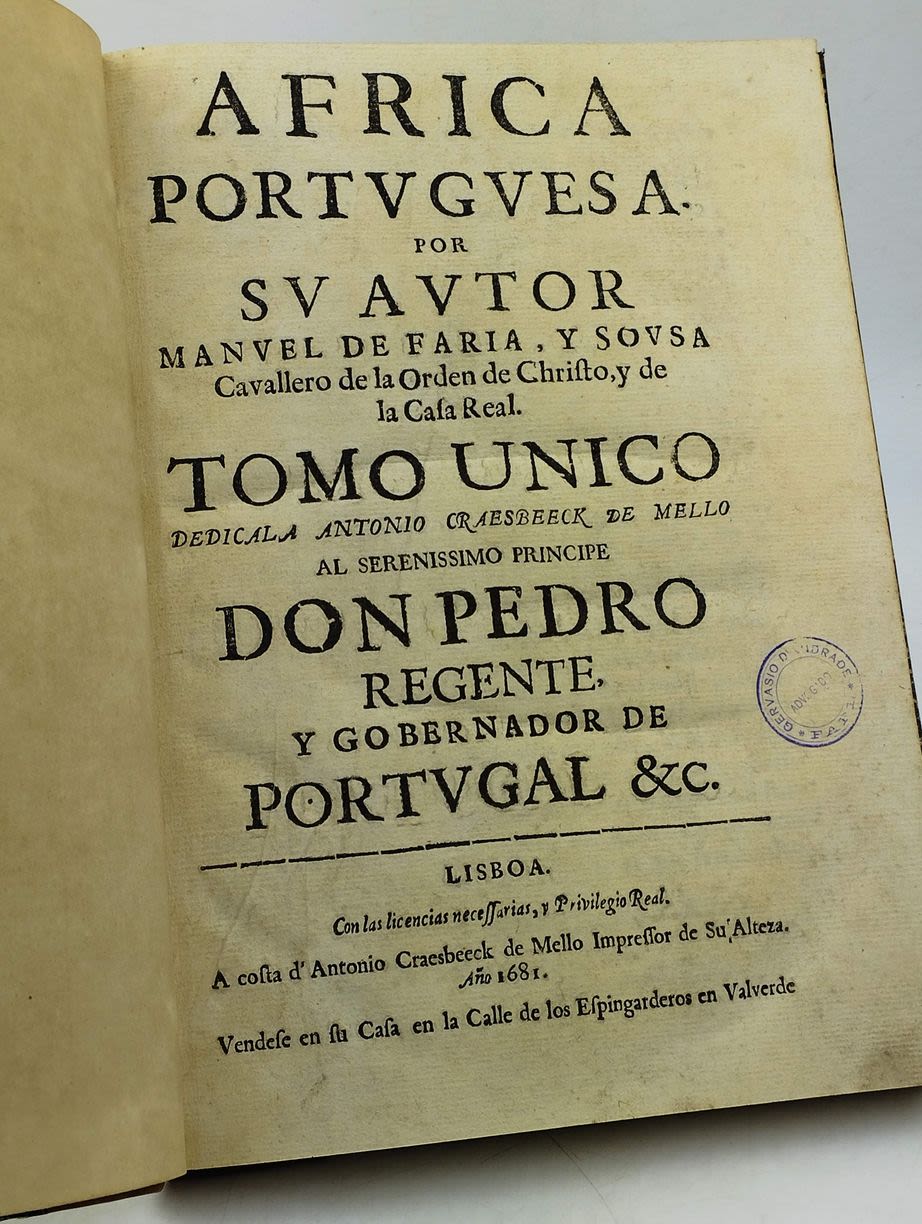 AFRICA
PORTVGVESA.
POR
SV AVTOR
MANVEL DE FARIA, Y SOVSA
Cavallero de la Orden de Chriſto, y de
la Caſa Real.
TOMO UNICO
DEDICALA ANTONIO CRAESBEECK DE MELLO
AL SERENISSIMO PRINCIPE
DON PEDRO
REGENTE,
Y GOBERNADOR DE
PORTVGAL &c.
LISBOA.
Con las licencias neceſſarias, y Privilegio Real.
A coſta d' Antonio Craesbeeck de Mello Impreſſor de Su Alteza.
Año 1681.
Vendeſe en ſu Caſa en la Calle de los Eſpingarderos en Valverde
GERVASIO D'ANDRADE
ADVOGADO